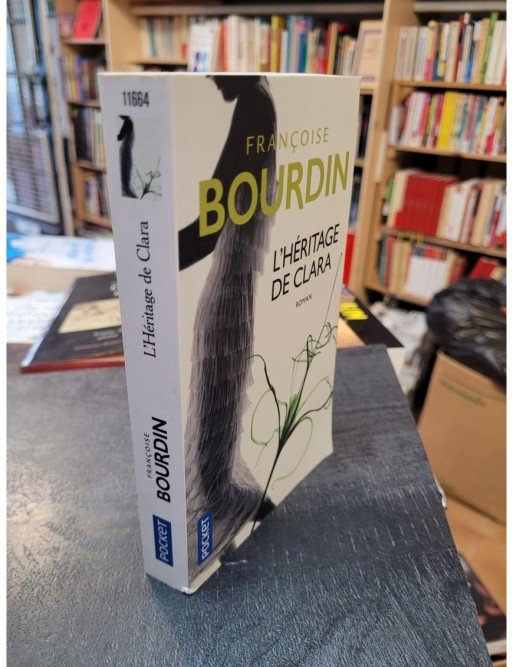 11664
L'Héritage de Clara
FRANÇOISE
BOURDIN
POCKET
FRANÇOISE
BOURDIN
L'HÉRITAGE
DE CLARA
ROMAN
POCKET